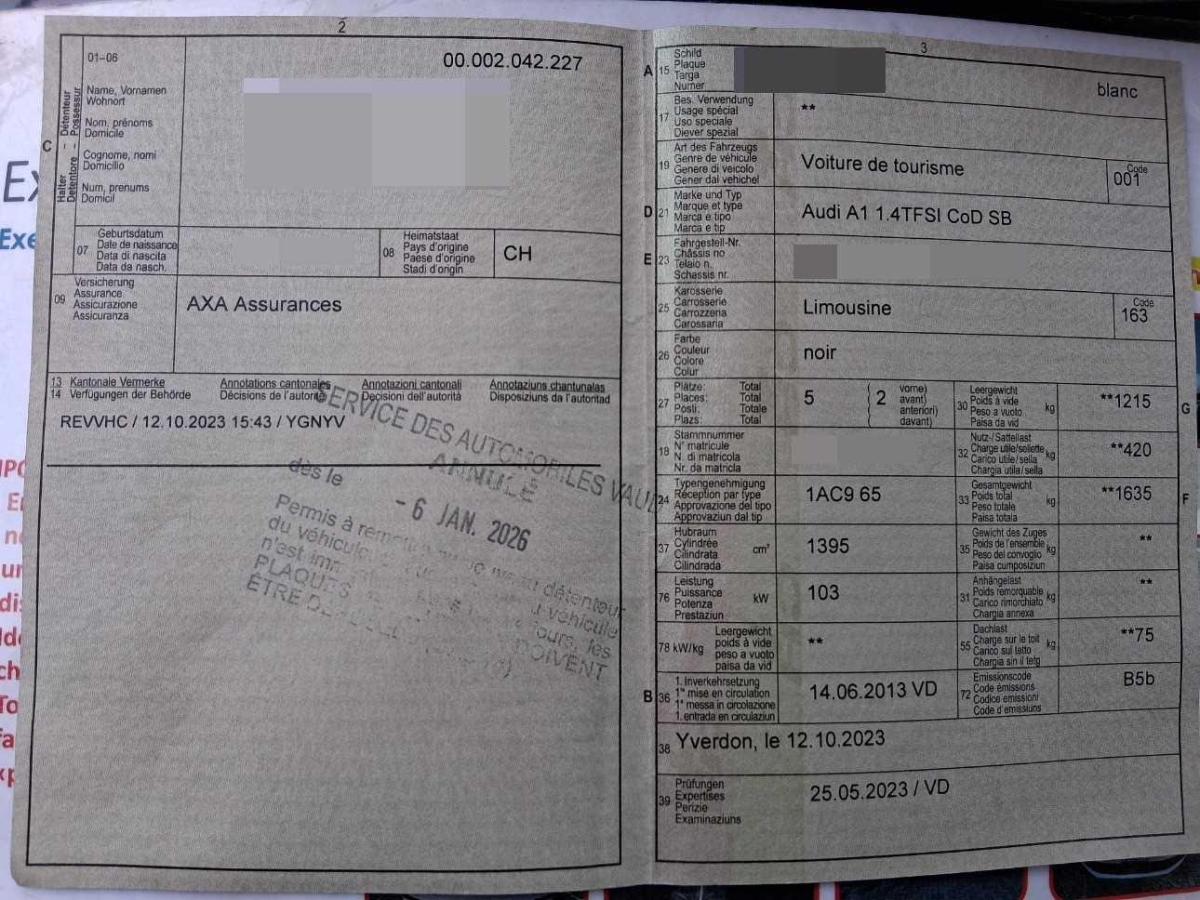 2
01–06
00.002.042.227
C
Halter - Détenteur
Detentore - Possessur
Name, Vornamen
Wohnort
Nom, prénoms
Domicile
Cognome, nomi
Domicilio
Num, prenums
Domicil
07
Geburtsdatum
Date de naissance
Data di nascita
Data da nasch.
08
Heimatstaat
Pays d'origine
Paese d'origine
Stadi d'origin
CH
09
Versicherung
Assurance
Assicurazione
Assicuranza
AXA Assurances
13 Kantonale Vermerke Annotations cantonales Annotazioni cantonali Annotaziuns chantunalas
14 Verfügungen der Behörde Décisions de l'autorité Decisioni dell'autorità Disposiziuns da l'autoritad
REVVHC / 12.10.2023 15:43 / YGNYV
SERVICE DES AUTOMOBILES VAUD
ANNULÉ
dès le
- 6 JAN. 2026
Permis à
au détenteur
du véhicule
véhicule
n'est
jours, les
PLAQUES
DOIVENT
ÊTRE
3
A 15
Schild
Plaque
Targa
Numer
blanc
17
Bes. Verwendung
Usage spécial
Uso speciale
Diever spezial
**
19
Art des Fahrzeugs
Genre de véhicule
Genere di veicolo
Gener dal vehichel
Voiture de tourisme
Code
001
D 21
Marke und Typ
Marque et type
Marca e tipo
Marca e tip
Audi A1 1.4TFSI CoD SB
E 23
Fahrgestell-Nr.
Châssis no
Telaio n.
Schassis nr.
25
Karosserie
Carrosserie
Carrozzeria
Carossaria
Limousine
Code
163
26
Farbe
Couleur
Colore
Colur
noir
27
Plätze: Total
Places: Total
Posti: Totale
Plazs: Total
5
( 2
vorne)
avant)
anteriori)
davant)
30
Leergewicht
Poids à vide
Peso a vuoto
Paisa da vid
kg
**1215
G
18
Stammnummer
N° matricule
N. di matricola
Nr. da matricla
32
Nutz-/Sattellast
Charge utile/sellette
Carico utile/sella
Chargia utila/sella
kg
**420
24
Typengenehmigung
Réception par type
Approvazione del tipo
Approvaziun dal tip
1AC9 65
33
Gesamtgewicht
Poids total
Peso totale
Paisa totala
kg
**1635
F
37
Hubraum
Cylindrée
Cilindrata
Cilindrada
cm³
1395
35
Gewicht des Zuges
Poids de l'ensemble
Peso del convoglio
Paisa cumposiziun
kg
**
76
Leistung
Puissance
Potenza
Prestaziun
kW
103
31
Anhängelast
Poids remorquable
Carico rimorchiato
Chargia annexa
kg
**
78 kW/kg
Leergewicht
poids à vide
peso a vuoto
paisa da vid
**
55
Dachlast
Charge sur le toit
Carico sul tetto
Chargia sin il tetg
kg
**75
B 36
1. Inverkehrsetzung
1re mise en circulation
1a messa in circolazione
1. entrada en circulaziun
14.06.2013 VD
72
Emissionscode
Code émissions
Codice emissioni
Code d'emissiuns
B5b
38 Yverdon, le 12.10.2023
39
Prüfungen
Expertises
Perizie
Examinaziuns
25.05.2023 / VD